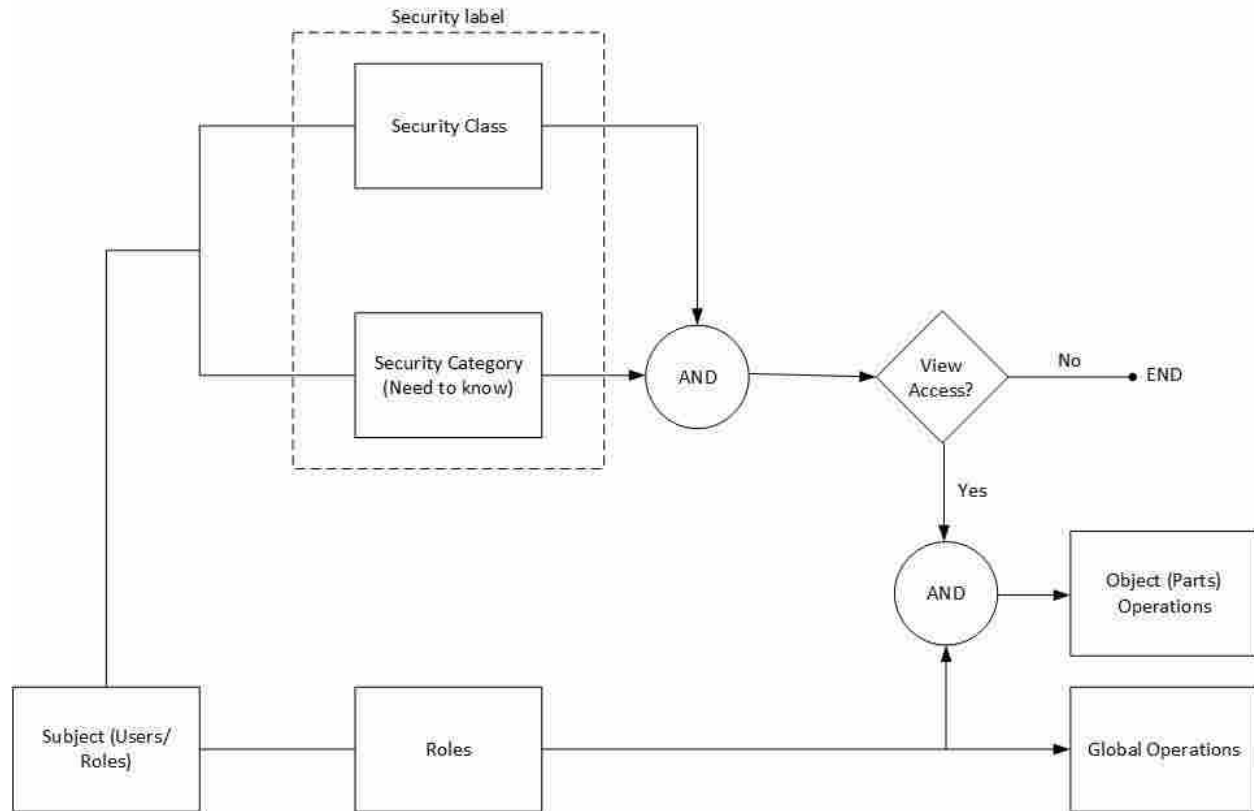 Security label
Security Class
Security Category
(Need to know)
AND
View
Access?
No
END
Yes
AND
Object (Parts)
Operations
Subject (Users/
Roles)
Roles
Global Operations